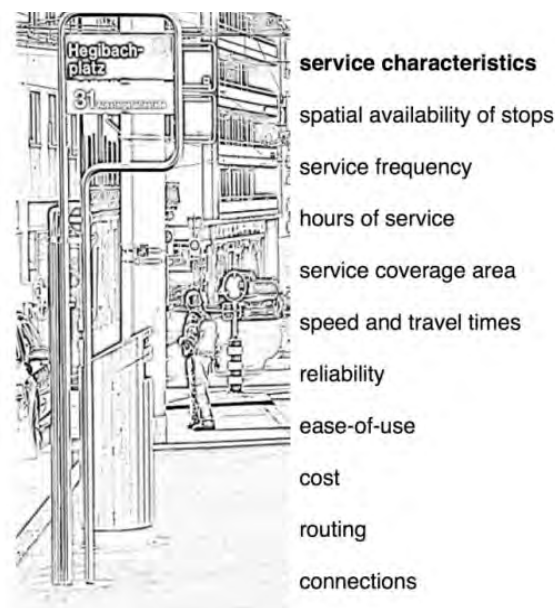 Hegibach-
platz
31
service characteristics
spatial availability of stops
service frequency
hours of service
service coverage area
speed and travel times
reliability
ease-of-use
cost
routing
connections